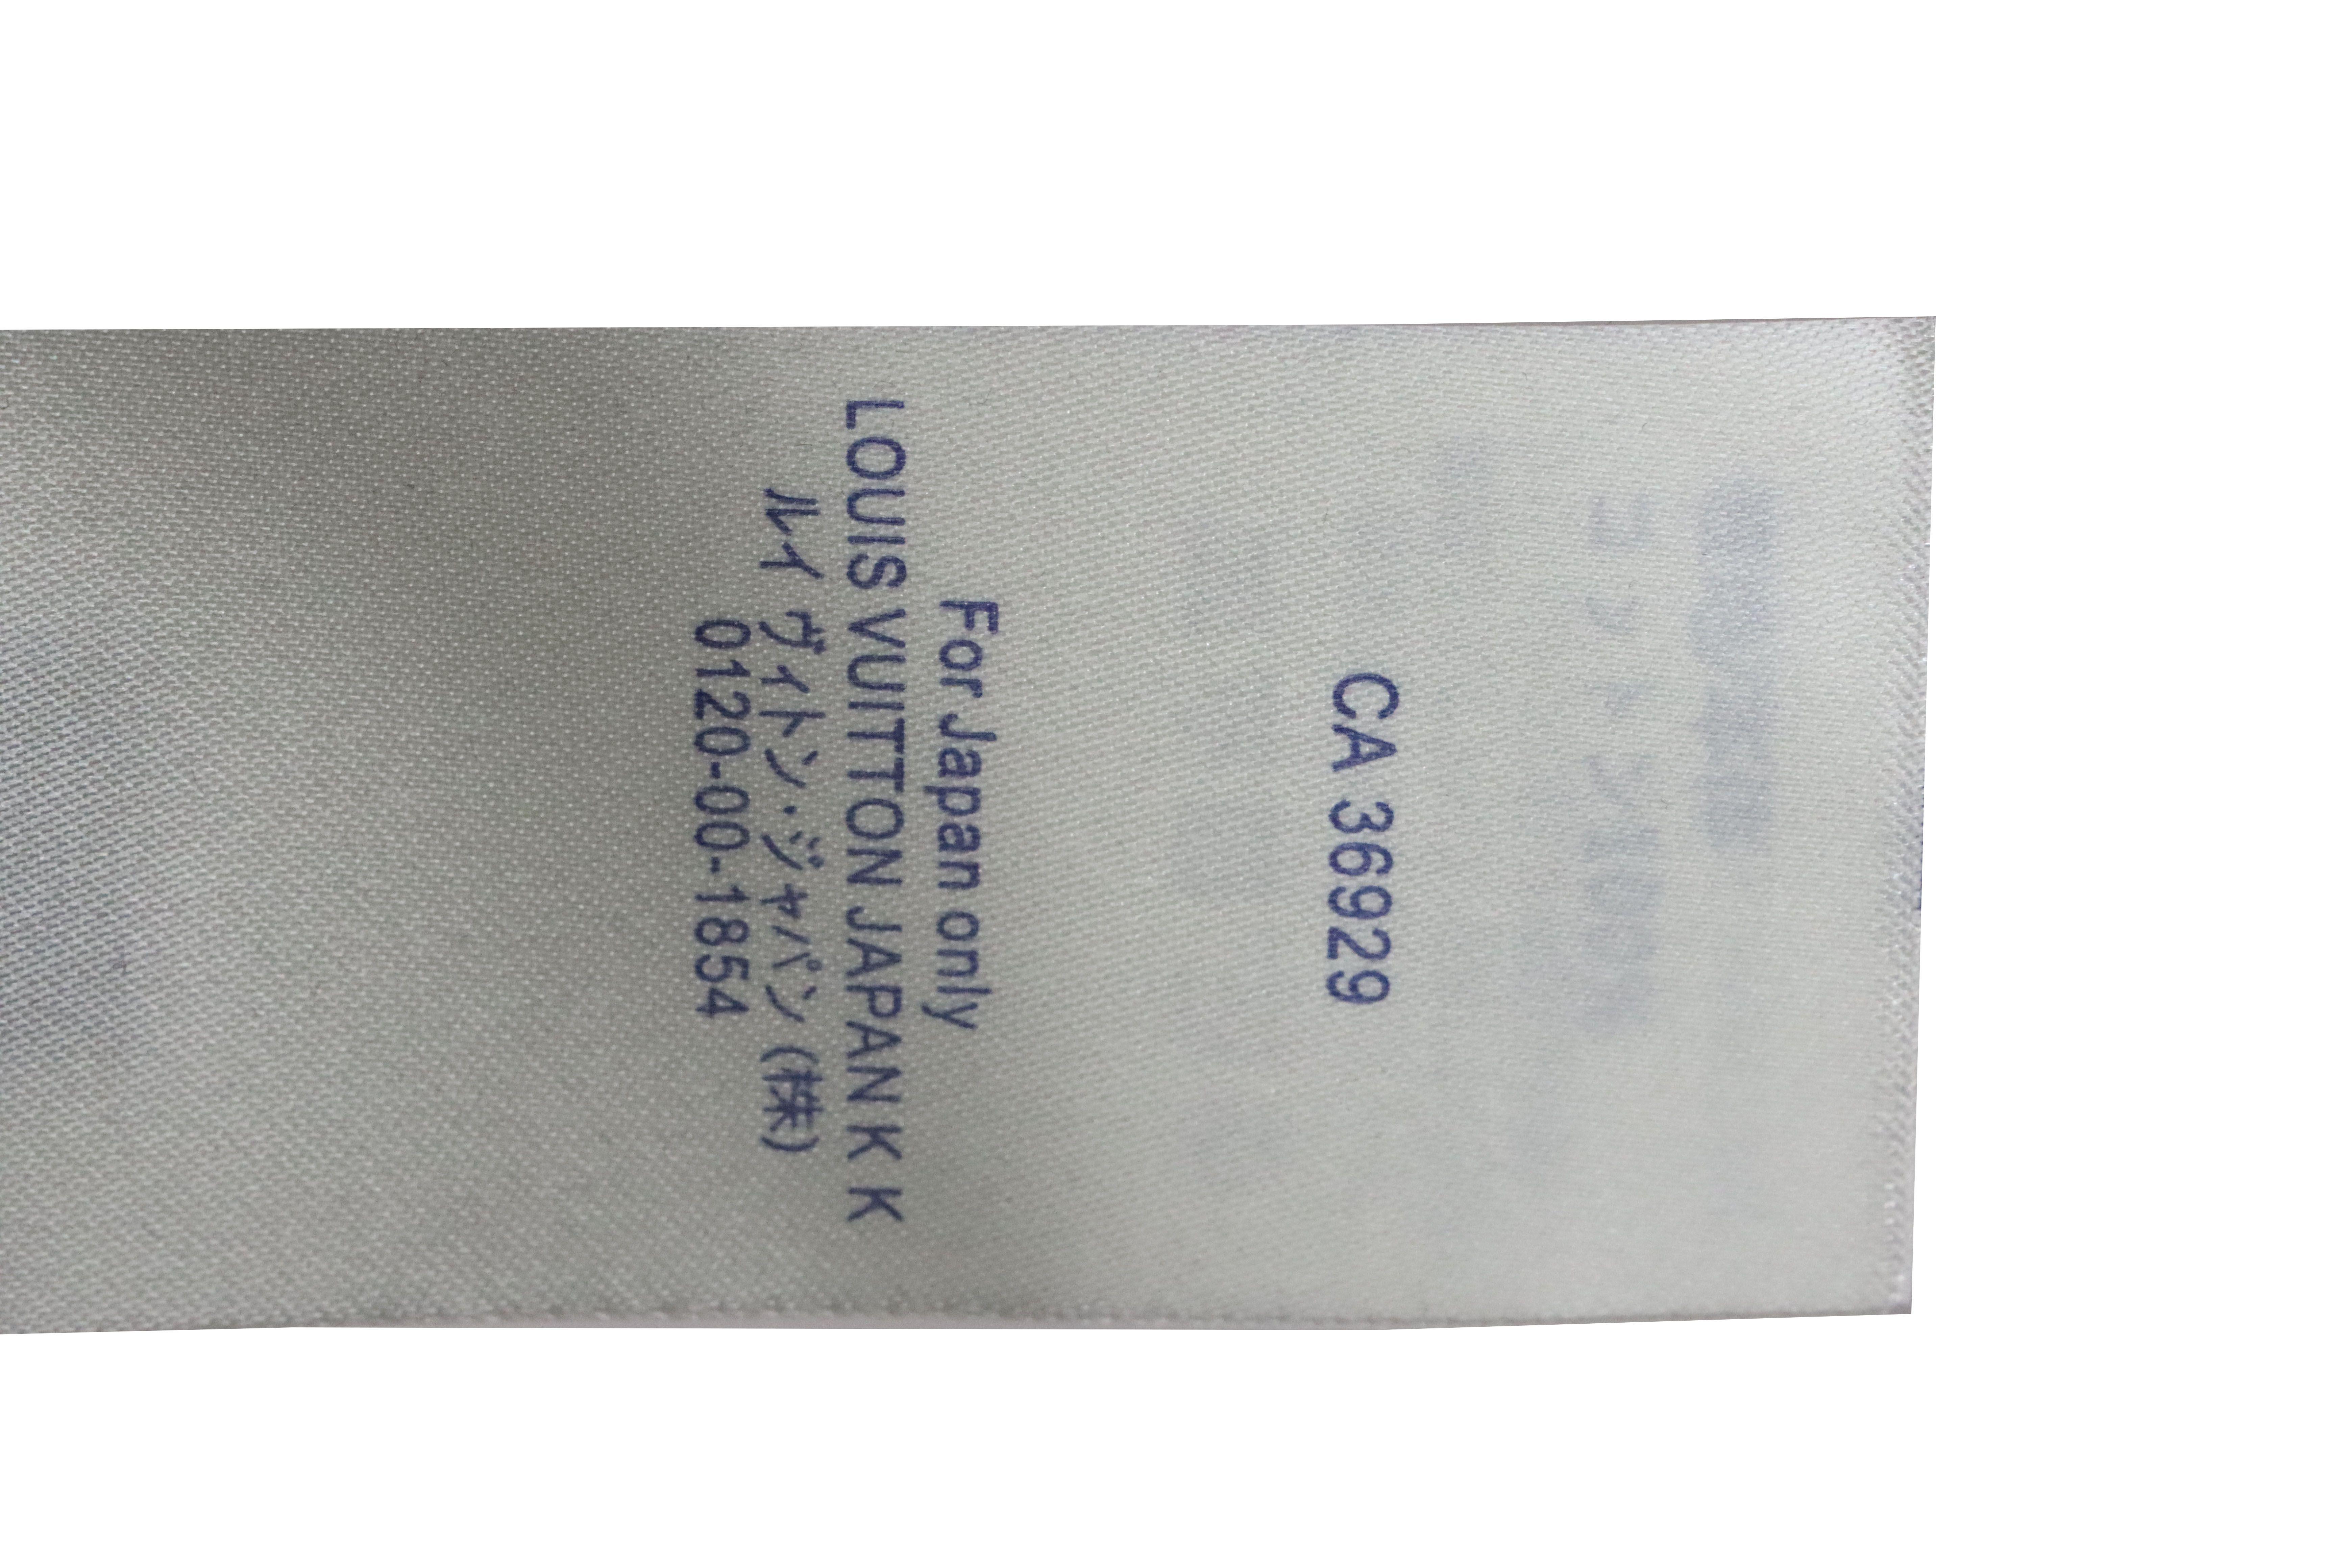 CA 36929
For Japan only
LOUIS VUITTON JAPAN K K
ルイ ヴィトン・ジャパン (株)
0120-00-1854